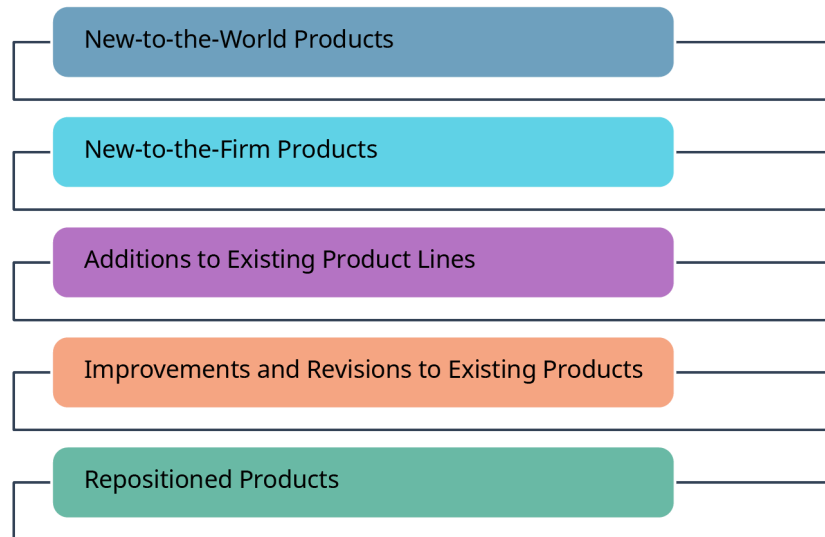 New-to-the-World Products
New-to-the-Firm Products
Additions to Existing Product Lines
Improvements and Revisions to Existing Products
Repositioned Products